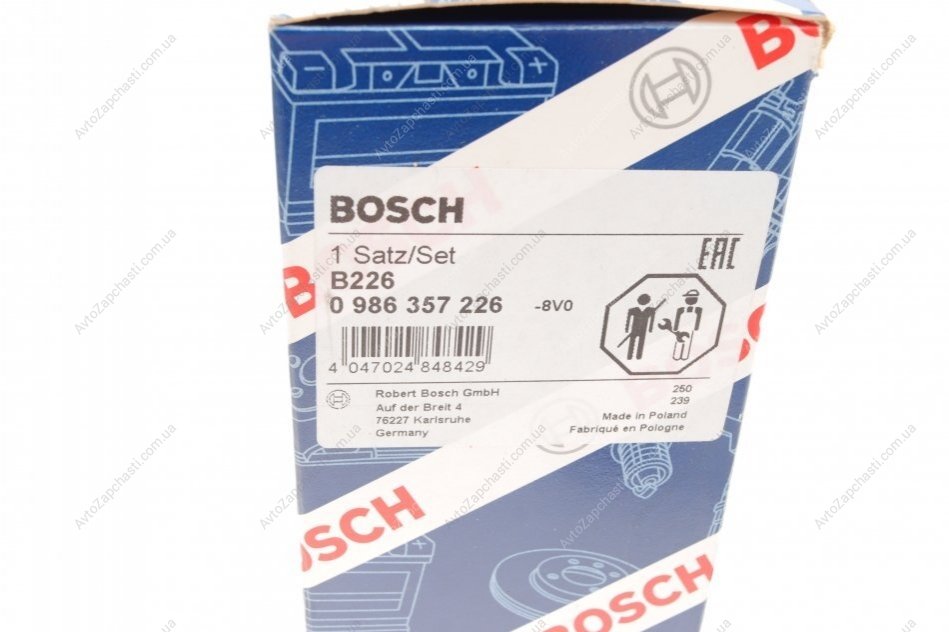 BOSCH
1 Satz/Set
EAC
B226
0 986 357 226 -8V0
4 047024 848429
Robert Bosch GmbH
Auf der Breit 4
76227 Karlsruhe
Germany
250
239
Made in Poland
Fabriqué en Pologne
BOSCH
BOSCH
AvtoZapchasti.com.ua